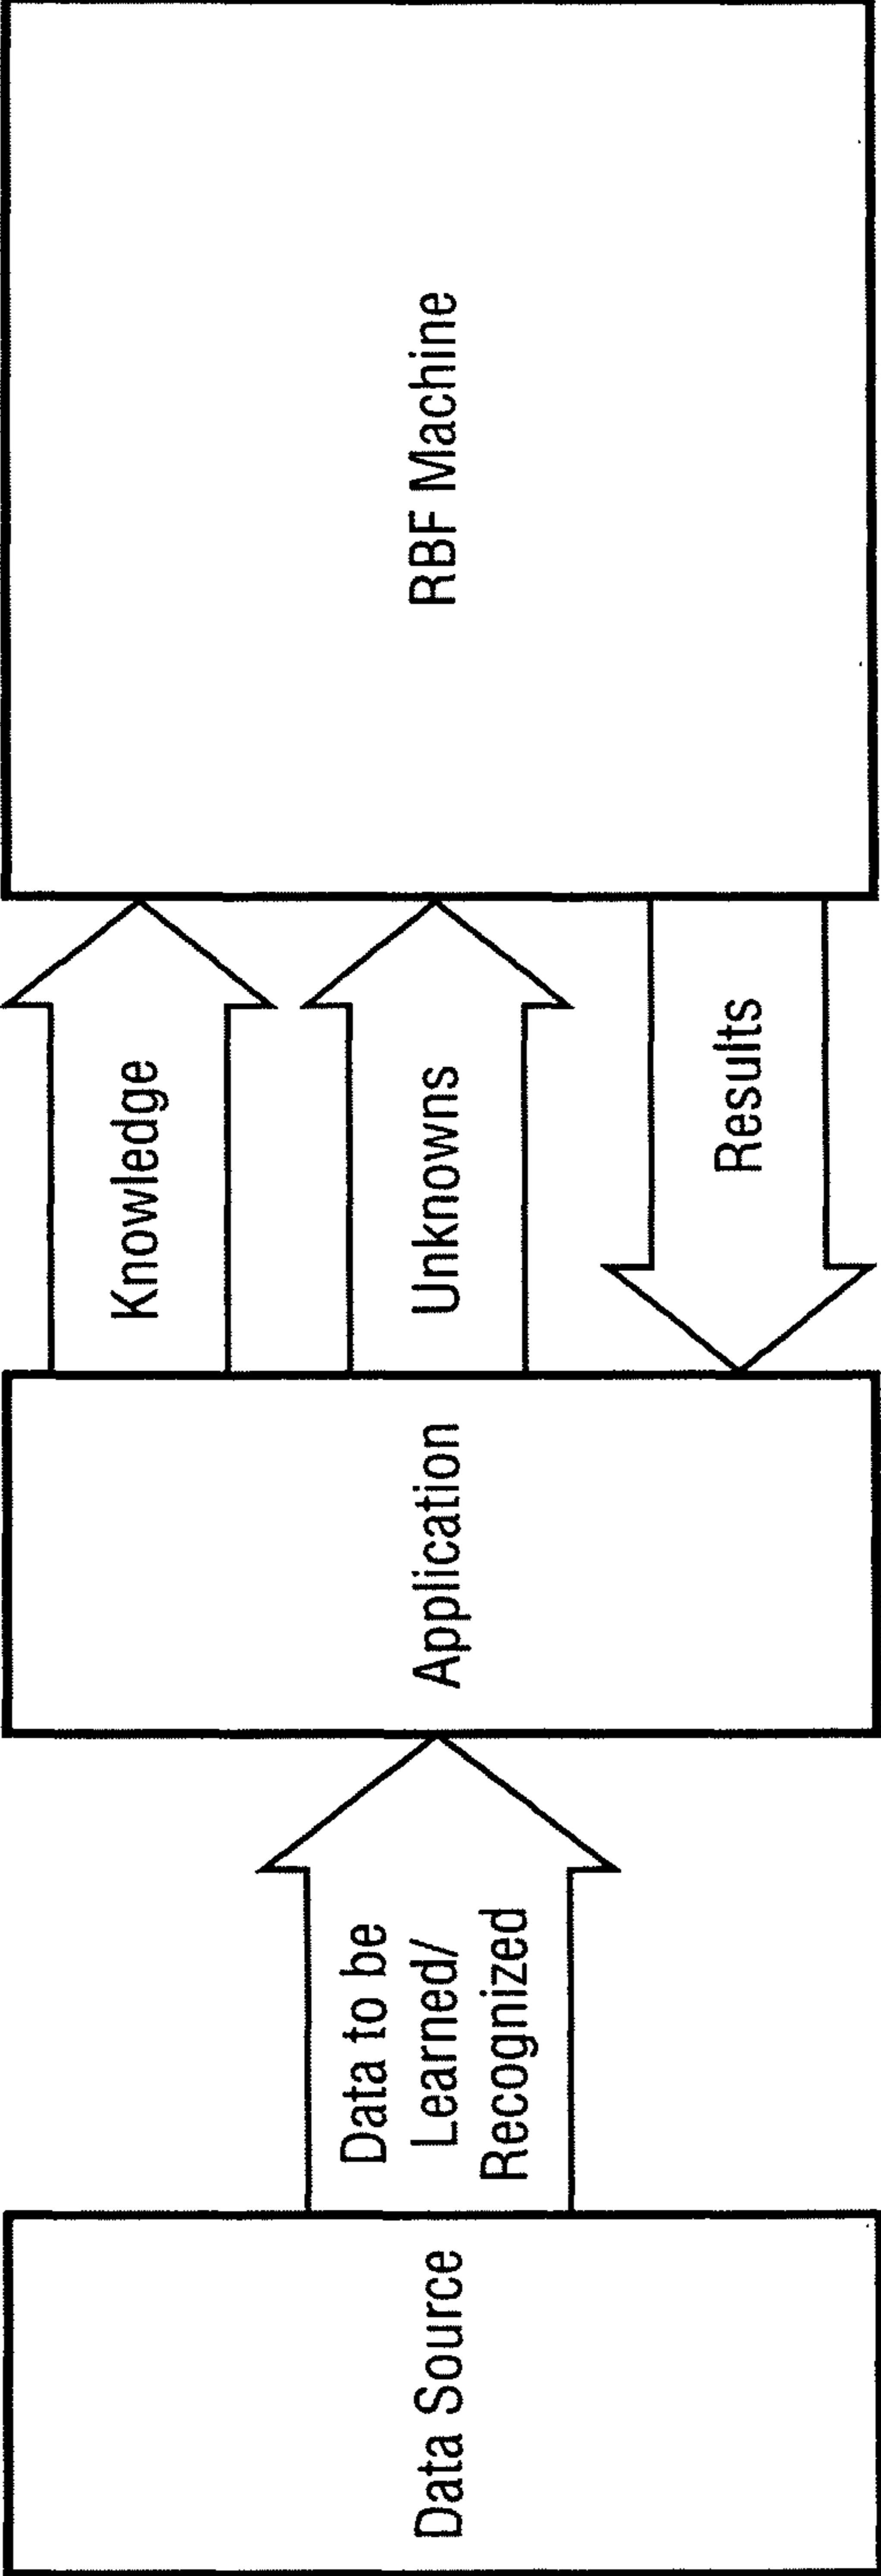 Data Source
Data to be
Learned/
Recognized
Application
Knowledge
Unknowns
Results
RBF Machine